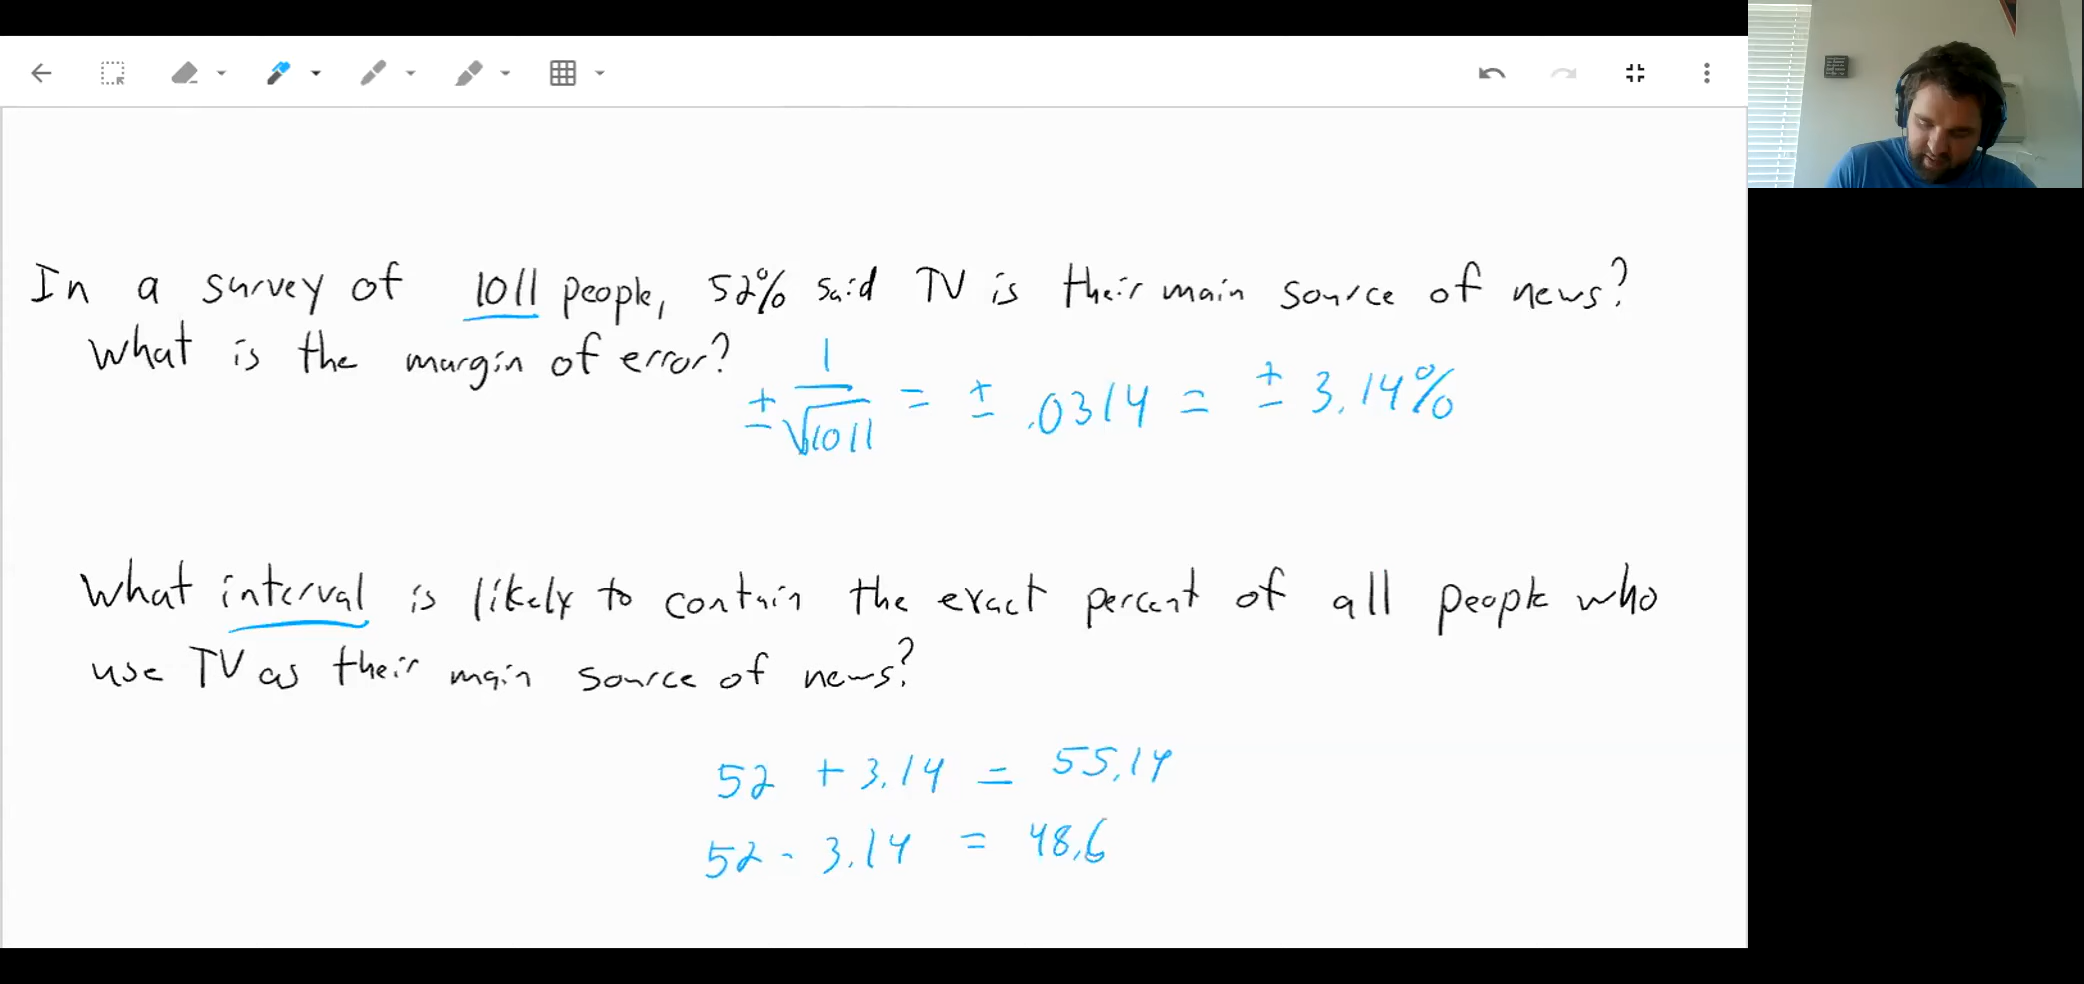 In a survey of 1011 people, 52% said TV is their main source of news?
What is the margin of error?
± 1/√1011 = ± .0314 = ± 3.14%
What interval is likely to contain the exact percent of all people who
use TV as their main source of news?
52 + 3.14 = 55.14
52 - 3.14 = 48.6